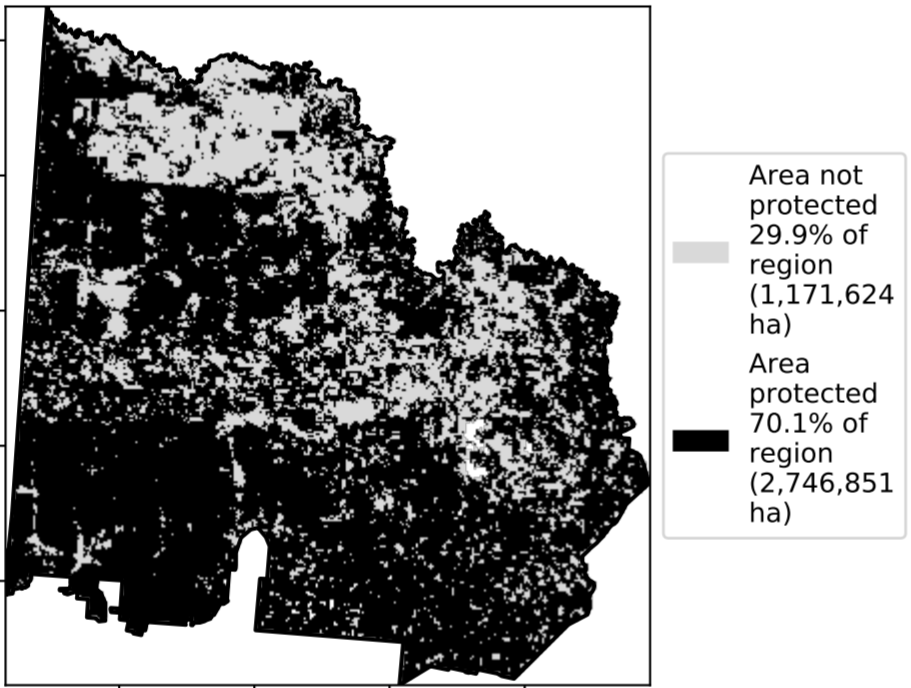 Area not
protected
29.9% of
region
(1,171,624
ha)
Area
protected
70.1% of
region
(2,746,851
ha)